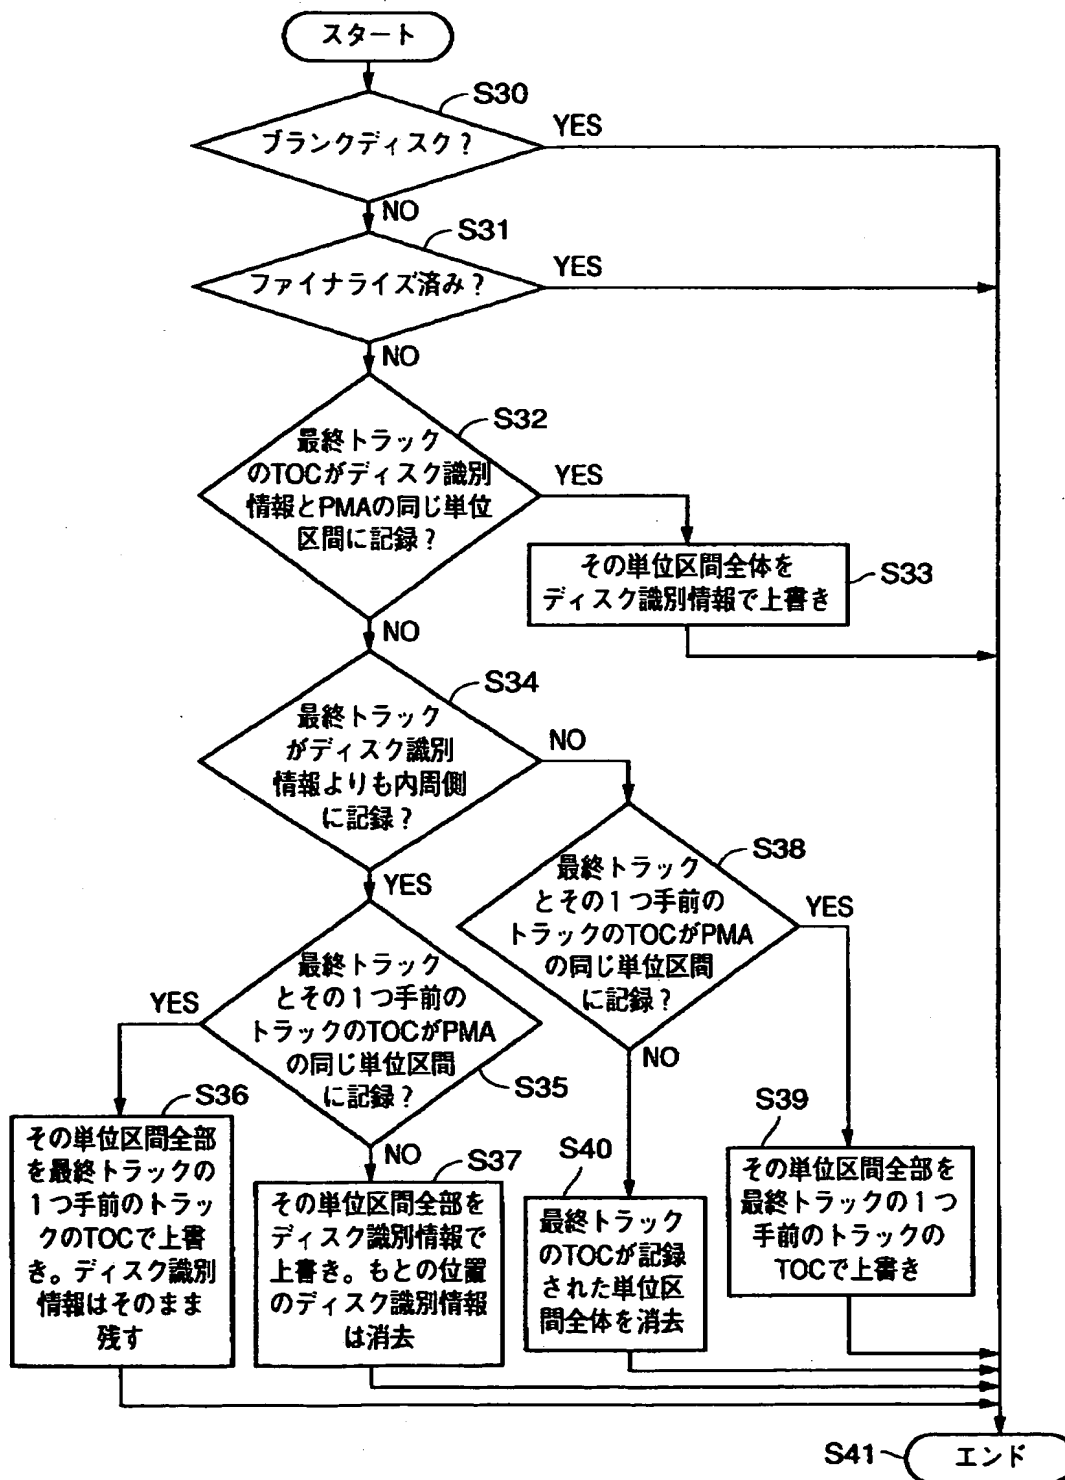 スタート
S30
ブランクディスク?
YES
NO
S31
ファイナライズ済み?
YES
NO
S32
最終トラック
のTOCがディスク識別
情報とPMAの同じ単位
区間に記録?
YES
その単位区間全体を
ディスク識別情報で上書き
S33
NO
S34
最終トラック
がディスク識別
情報よりも内周側
に記録?
NO
YES
S38
最終トラック
とその1つ手前の
トラックのTOCがPMA
の同じ単位区間
に記録?
YES
NO
最終トラック
とその1つ手前の
トラックのTOCがPMA
の同じ単位区間
に記録?
YES
S35
NO
S36
その単位区間全部
を最終トラックの
1つ手前のトラッ
クのTOCで上書
き。ディスク識別
情報はそのまま
残す
S37
その単位区間全部を
ディスク識別情報で
上書き。もとの位置
のディスク識別情報
は消去
S40
最終トラック
のTOCが記録
された単位区
間全体を消去
S39
その単位区間全部を
最終トラックの1つ
手前のトラックの
TOCで上書き
S41
エンド